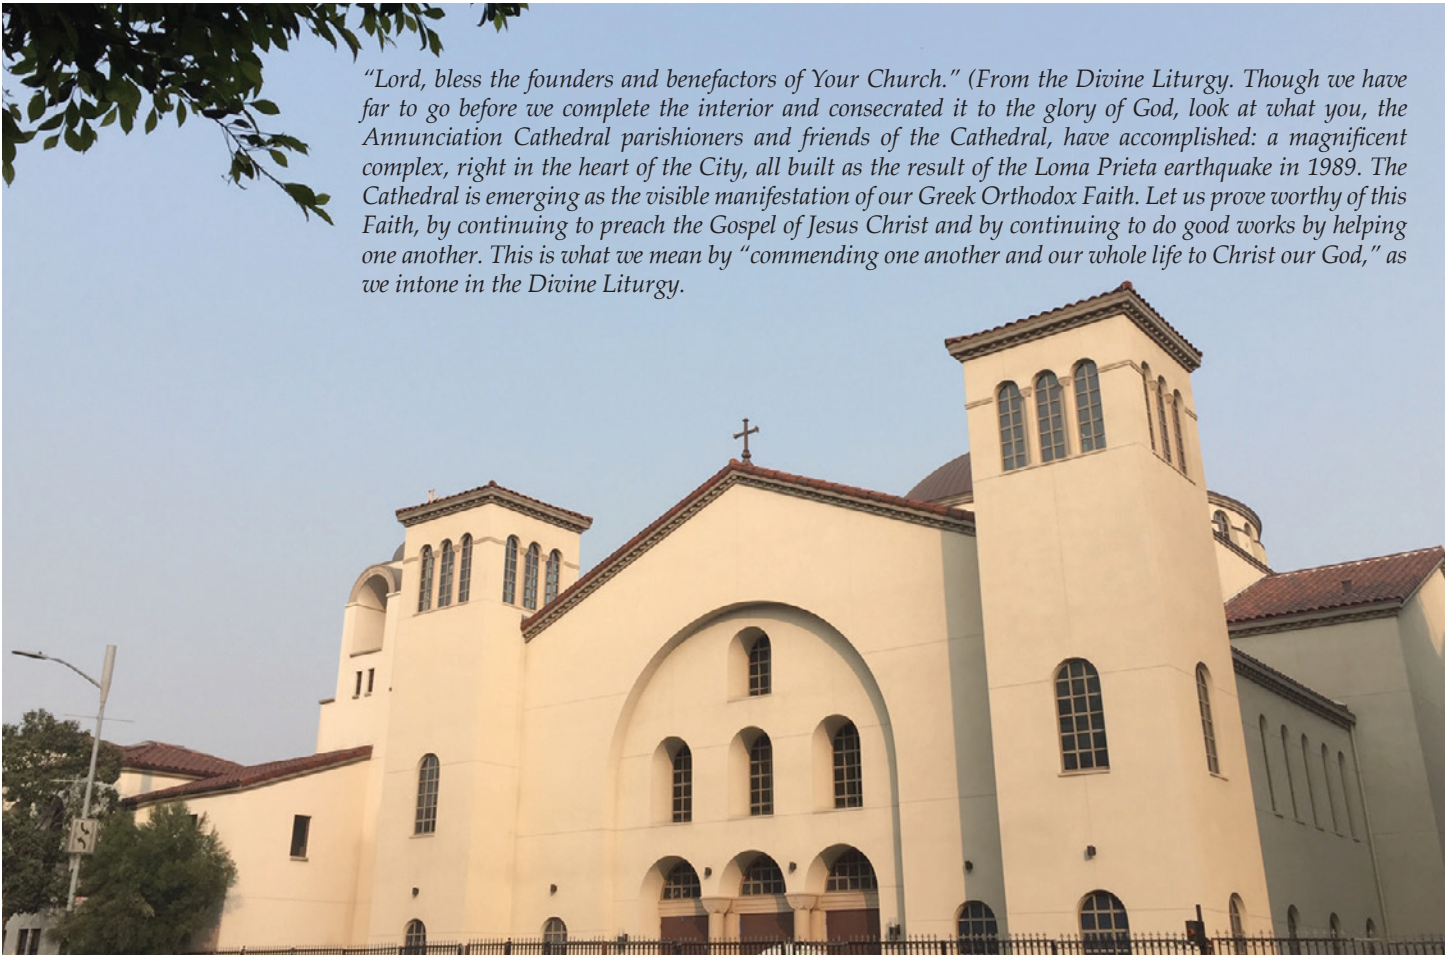 “Lord, bless the founders and benefactors of Your Church.” (From the Divine Liturgy. Though we have
far to go before we complete the interior and consecrated it to the glory of God, look at what you, the
Annunciation Cathedral parishioners and friends of the Cathedral, have accomplished: a magnificent
complex, right in the heart of the City, all built as the result of the Loma Prieta earthquake in 1989. The
Cathedral is emerging as the visible manifestation of our Greek Orthodox Faith. Let us prove worthy of this
Faith, by continuing to preach the Gospel of Jesus Christ and by continuing to do good works by helping
one another. This is what we mean by “commending one another and our whole life to Christ our God,” as
we intone in the Divine Liturgy.